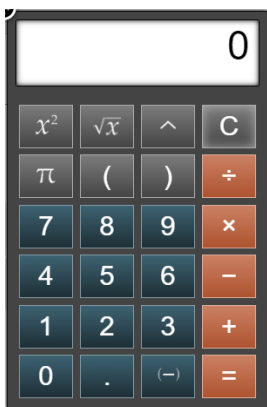 0
x² √x ^ C
π ( ) ÷
7 8 9 ×
4 5 6 −
1 2 3 +
0 . (−) =